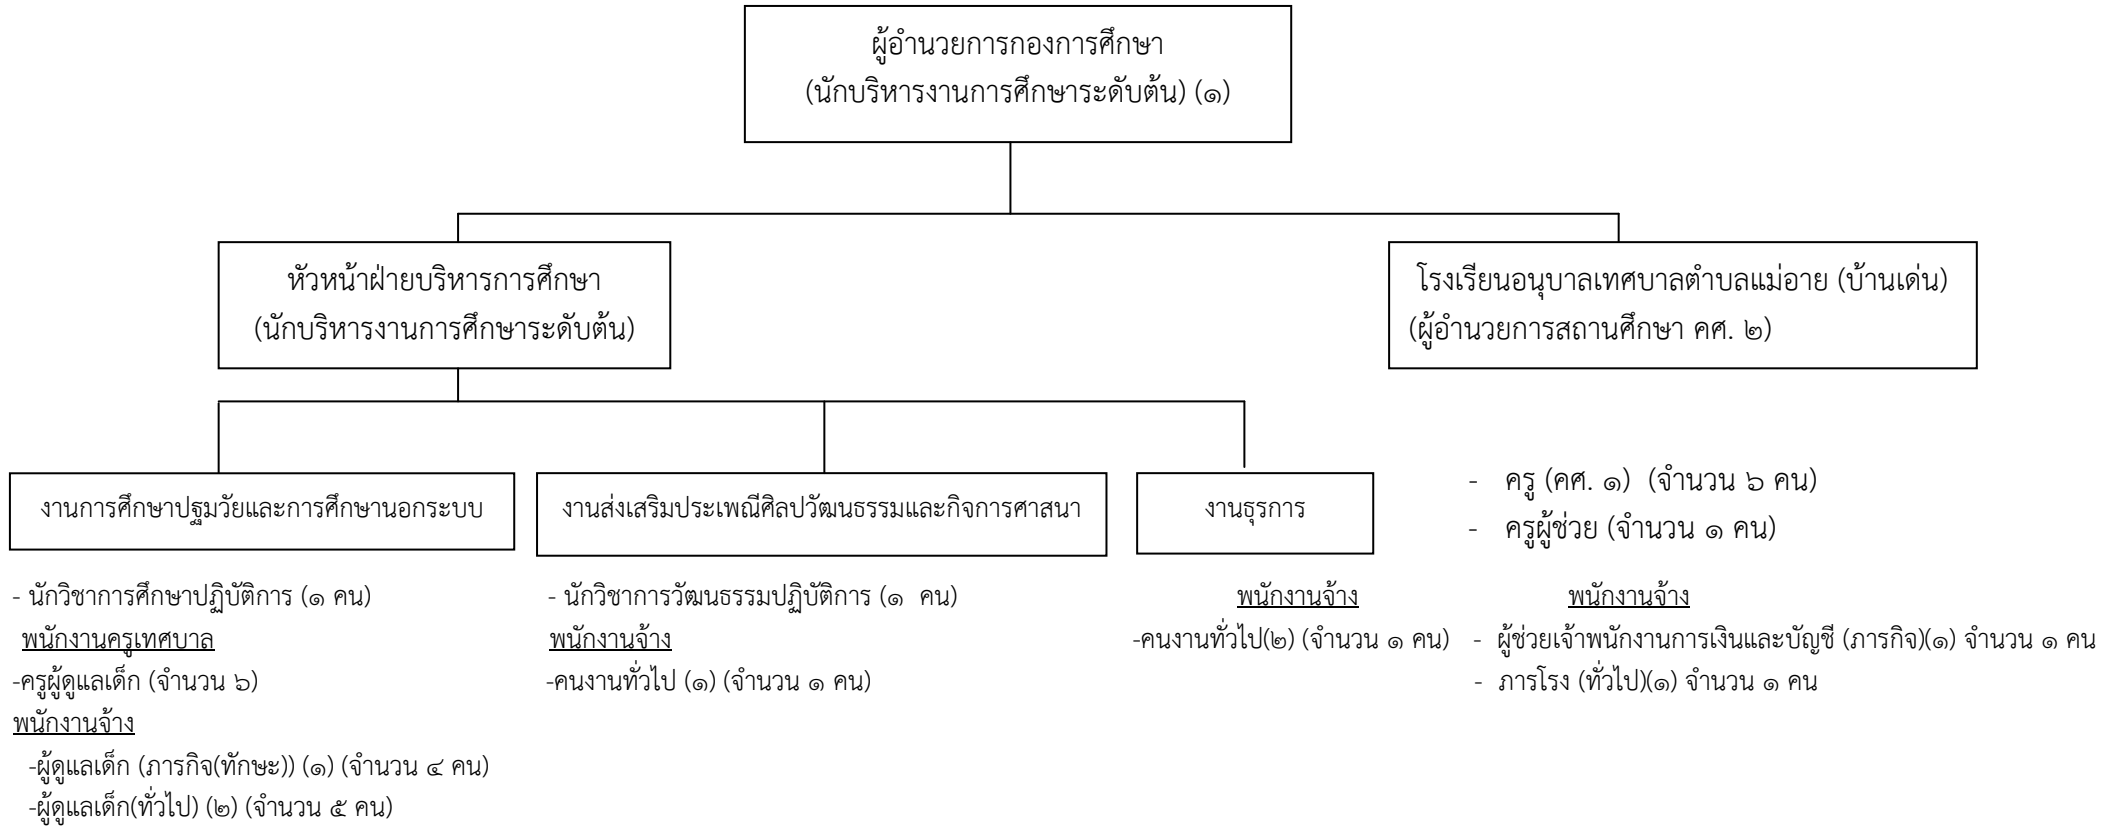 ผู้อำนวยการกองการศึกษา
(นักบริหารงานการศึกษาระดับต้น) (๑)
หัวหน้าฝ่ายบริหารการศึกษา
(นักบริหารงานการศึกษาระดับต้น)
โรงเรียนอนุบาลเทศบาลตำบลแม่อาย (บ้านเด่น)
(ผู้อำนวยการสถานศึกษา คศ. ๒)
งานการศึกษาปฐมวัยและการศึกษานอกระบบ
- นักวิชาการศึกษาปฏิบัติการ (๑ คน)
พนักงานครูเทศบาล
-ครูผู้ดูแลเด็ก (จำนวน ๖)
พนักงานจ้าง
-ผู้ดูแลเด็ก (ภารกิจ(ทักษะ)) (๑) (จำนวน ๔ คน)
-ผู้ดูแลเด็ก(ทั่วไป) (๒) (จำนวน ๕ คน)
งานส่งเสริมประเพณีศิลปวัฒนธรรมและกิจการศาสนา
- นักวิชาการวัฒนธรรมปฏิบัติการ (๑ คน)
พนักงานจ้าง
-คนงานทั่วไป (๑) (จำนวน ๑ คน)
งานธุรการ
พนักงานจ้าง
-คนงานทั่วไป(๒) (จำนวน ๑ คน)
- ครู (คศ. ๑) (จำนวน ๖ คน)
- ครูผู้ช่วย (จำนวน ๑ คน)
พนักงานจ้าง
- ผู้ช่วยเจ้าพนักงานการเงินและบัญชี (ภารกิจ)(๑) จำนวน ๑ คน
- ภารโรง (ทั่วไป)(๑) จำนวน ๑ คน